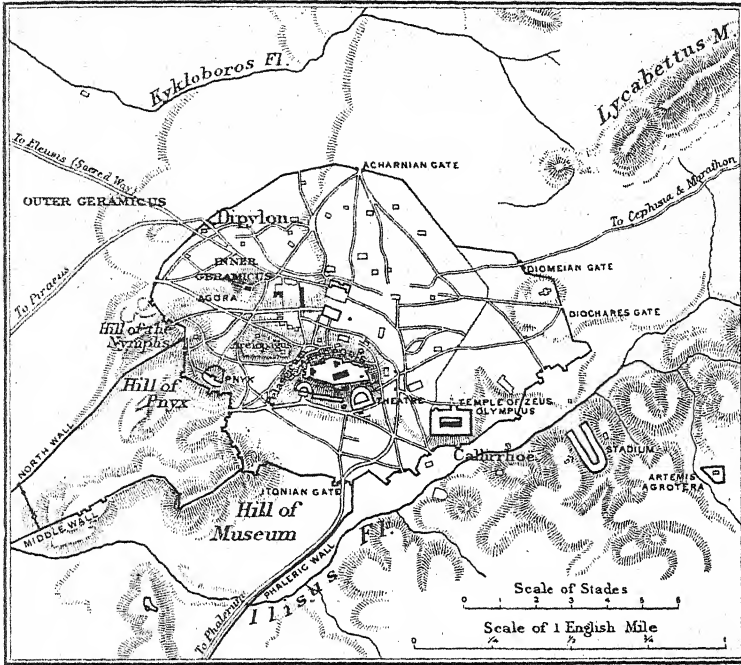 Kykloboros Fl.
Lycabettus M.
To Eleusis (Sacred Way)
ACHARNIAN GATE
OUTER GERAMICUS
Dipylon
To Cephisia & Marathon
INNER
GERAMICUS
DIOMEIAN GATE
To Piraeus
AGORA
DIOCHARES GATE
Hill of the
Nymphs
Areopagus
Hill of
Pnyx
PNYX
THEATRE
TEMPLE OF ZEUS
OLYMPIUS
Callirrhoe
STADIUM
NORTH WALL
ARTEMIS
AGROTERA
ITONIAN GATE
Hill of
Museum
MIDDLE WALL
PHALERIC WALL
Ilisus Fl.
To Phalerum
Scale of Stades
0 1 2 3 4 5 6
Scale of 1 English Mile
0 1/4 1/2 3/4 1